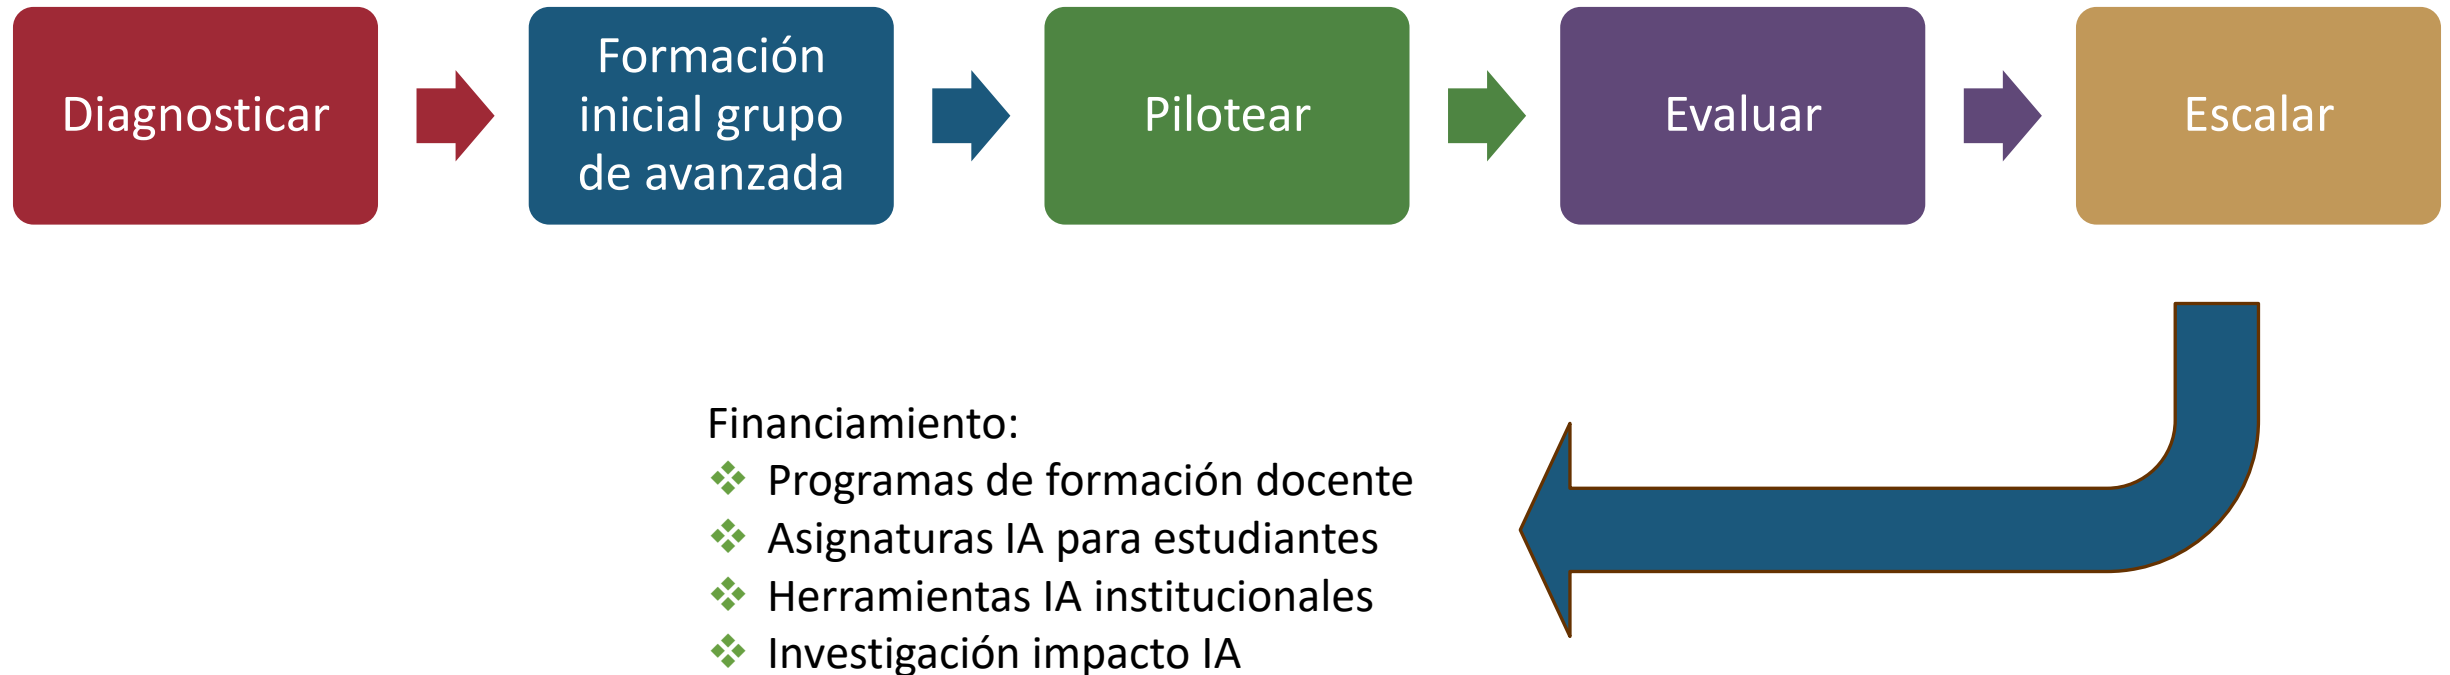 Diagnosticar
Formación
inicial grupo
de avanzada
Pilotear
Evaluar
Escalar
Financiamiento:
Programas de formación docente
Asignaturas IA para estudiantes
Herramientas IA institucionales
Investigación impacto IA